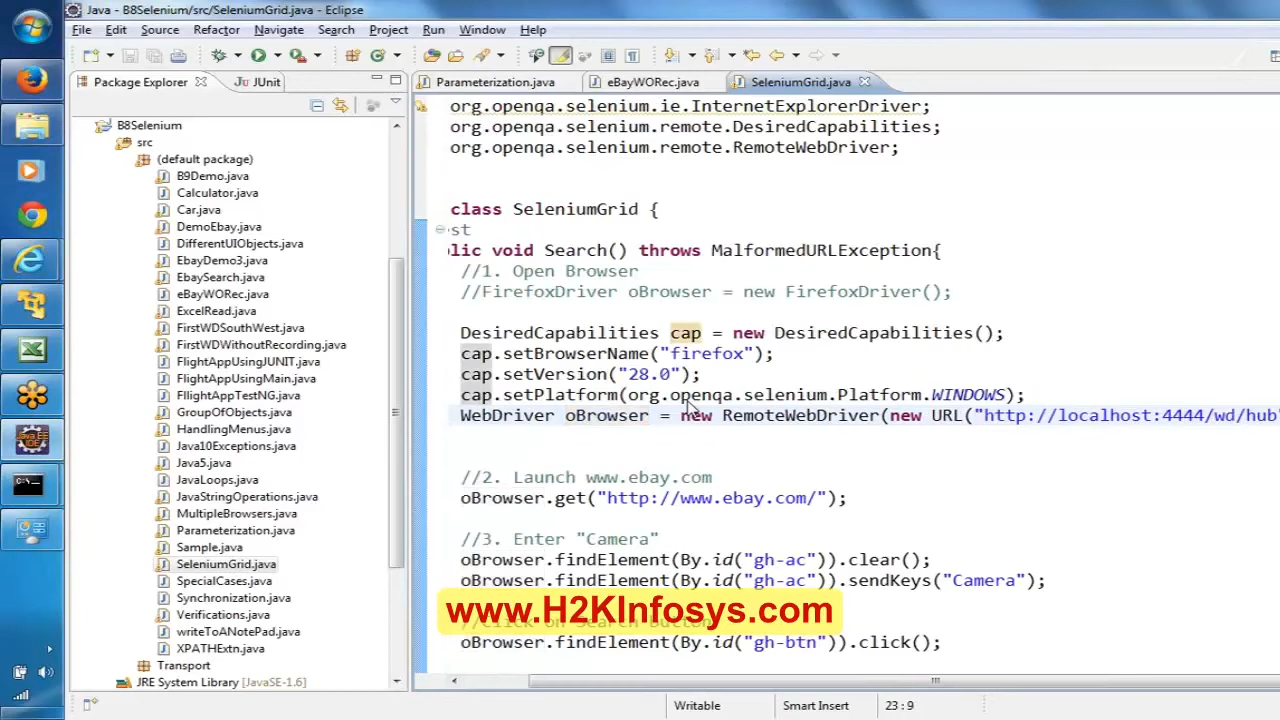 Java - B8Selenium/src/SeleniumGrid.java - Eclipse
File Edit Source Refactor Navigate Search Project Run Window Help
Package Explorer JUnit
Parameterization.java eBayWORec.java SeleniumGrid.java
B8Selenium
src
(default package)
B9Demo.java
Calculator.java
Car.java
DemoEbay.java
DifferentUIObjects.java
EbayDemo3.java
EbaySearch.java
eBayWORec.java
ExcelRead.java
FirstWDSouthWest.java
FirstWDWithoutRecording.java
FlightAppUsingJUNIT.java
FlightAppUsingMain.java
FlIightAppTestNG.java
GroupOfObjects.java
HandlingMenus.java
Java10Exceptions.java
Java5.java
JavaLoops.java
JavaStringOperations.java
MultipleBrowsers.java
Parameterization.java
Sample.java
SeleniumGrid.java
SpecialCases.java
Synchronization.java
Verifications.java
writeToANotePad.java
XPATHExtn.java
Transport
JRE System Library [JavaSE-1.6]
org.openqa.selenium.ie.InternetExplorerDriver;
org.openqa.selenium.remote.DesiredCapabilities;
org.openqa.selenium.remote.RemoteWebDriver;
class SeleniumGrid {
st
lic void Search() throws MalformedURLException{
//1. Open Browser
//FirefoxDriver oBrowser = new FirefoxDriver();
DesiredCapabilities cap = new DesiredCapabilities();
cap.setBrowserName("firefox");
cap.setVersion("28.0");
cap.setPlatform(org.openqa.selenium.Platform.WINDOWS);
WebDriver oBrowser = new RemoteWebDriver(new URL("http://localhost:4444/wd/hub"
//2. Launch www.ebay.com
oBrowser.get("http://www.ebay.com/");
//3. Enter "Camera"
oBrowser.findElement(By.id("gh-ac")).clear();
oBrowser.findElement(By.id("gh-ac")).sendKeys("Camera");
www.H2KInfosys.com
//Click on Search Button
oBrowser.findElement(By.id("gh-btn")).click();
Writable Smart Insert 23 : 9